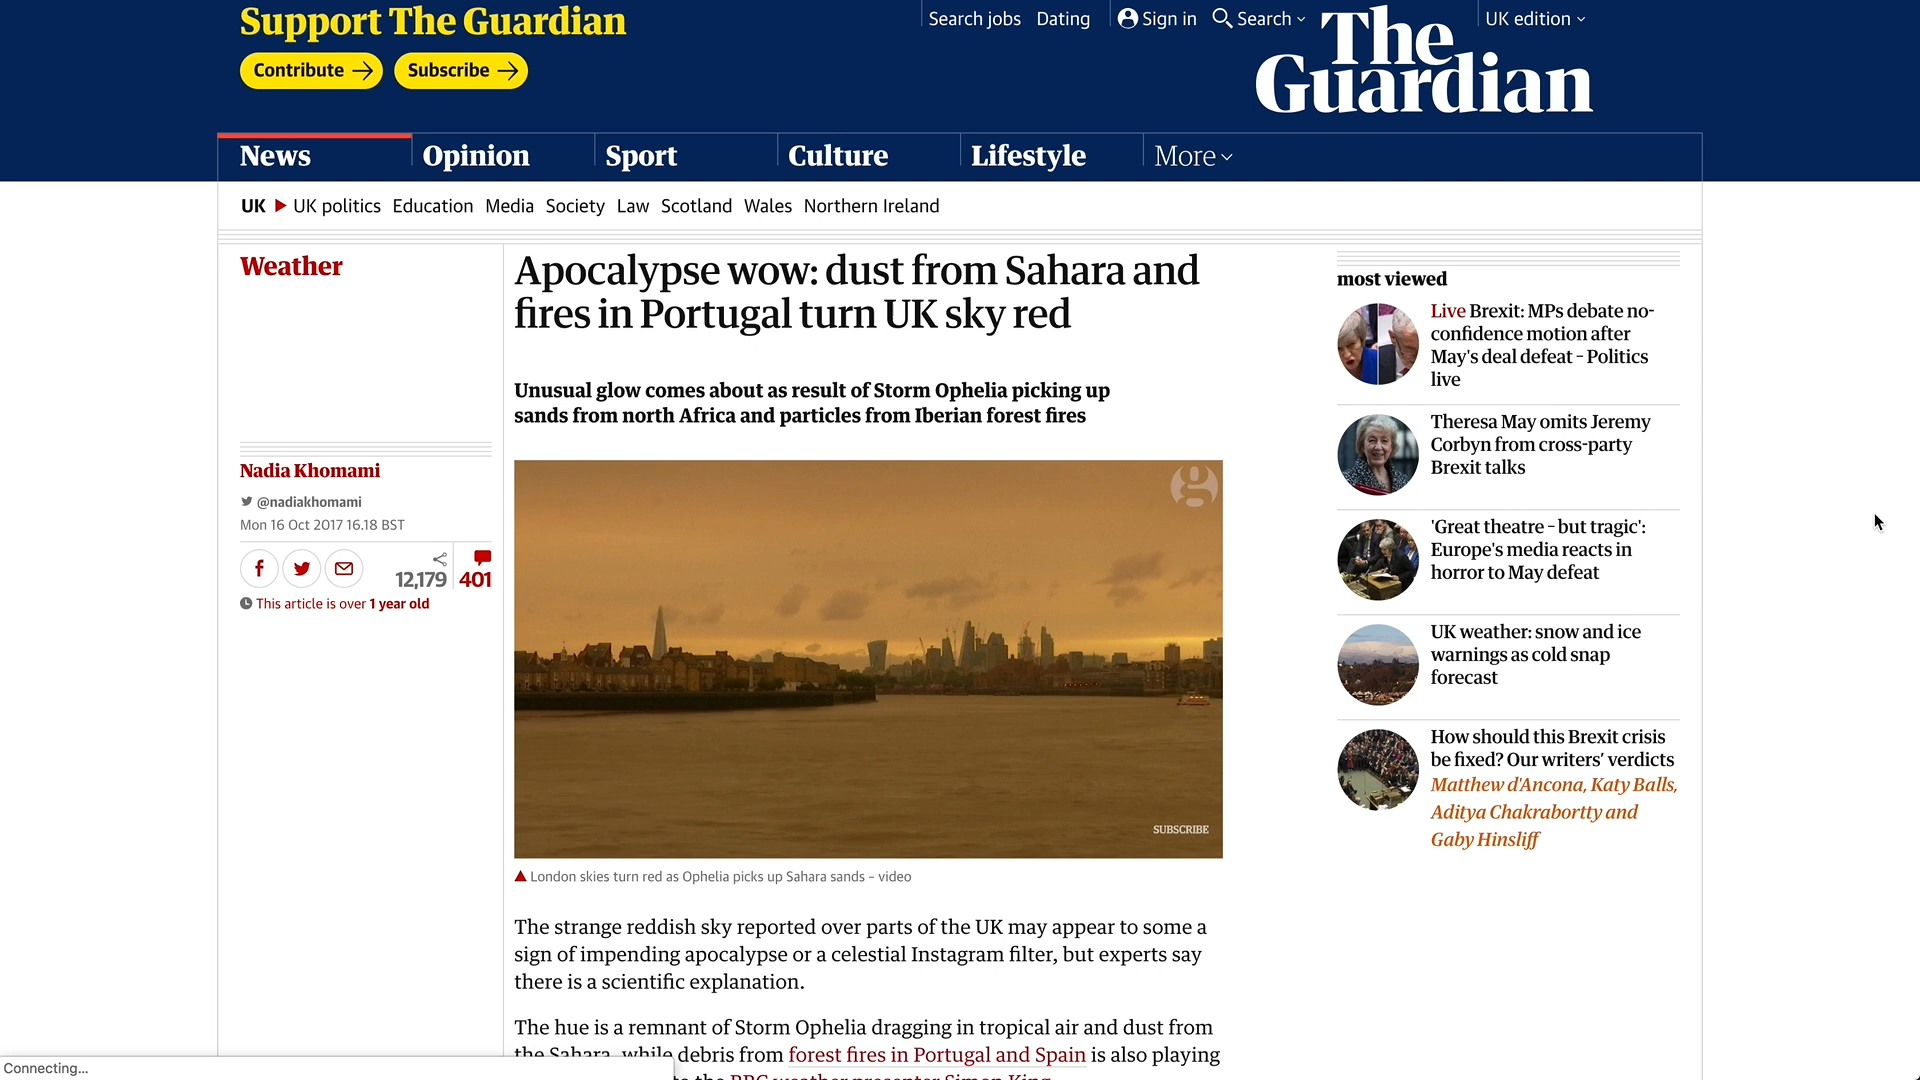 Support The Guardian
Contribute
Subscribe
Search jobs Dating Sign in Search UK edition
The
Guardian
News Opinion Sport Culture Lifestyle More
UK UK politics Education Media Society Law Scotland Wales Northern Ireland
Weather
Apocalypse wow: dust from Sahara and
fires in Portugal turn UK sky red
Unusual glow comes about as result of Storm Ophelia picking up
sands from north Africa and particles from Iberian forest fires
Nadia Khomami
@nadiakhomami
Mon 16 Oct 2017 16.18 BST
12,179 401
This article is over 1 year old
SUBSCRIBE
London skies turn red as Ophelia picks up Sahara sands – video
The strange reddish sky reported over parts of the UK may appear to some a
sign of impending apocalypse or a celestial Instagram filter, but experts say
there is a scientific explanation.
The hue is a remnant of Storm Ophelia dragging in tropical air and dust from
the Sahara, while debris from forest fires in Portugal and Spain is also playing
the BBC weather presenter Simon King.
most viewed
Live Brexit: MPs debate no-
confidence motion after
May's deal defeat – Politics
live
Theresa May omits Jeremy
Corbyn from cross-party
Brexit talks
'Great theatre – but tragic':
Europe's media reacts in
horror to May defeat
UK weather: snow and ice
warnings as cold snap
forecast
How should this Brexit crisis
be fixed? Our writers' verdicts
Matthew d'Ancona, Katy Balls,
Aditya Chakrabortty and
Gaby Hinsliff
Connecting...